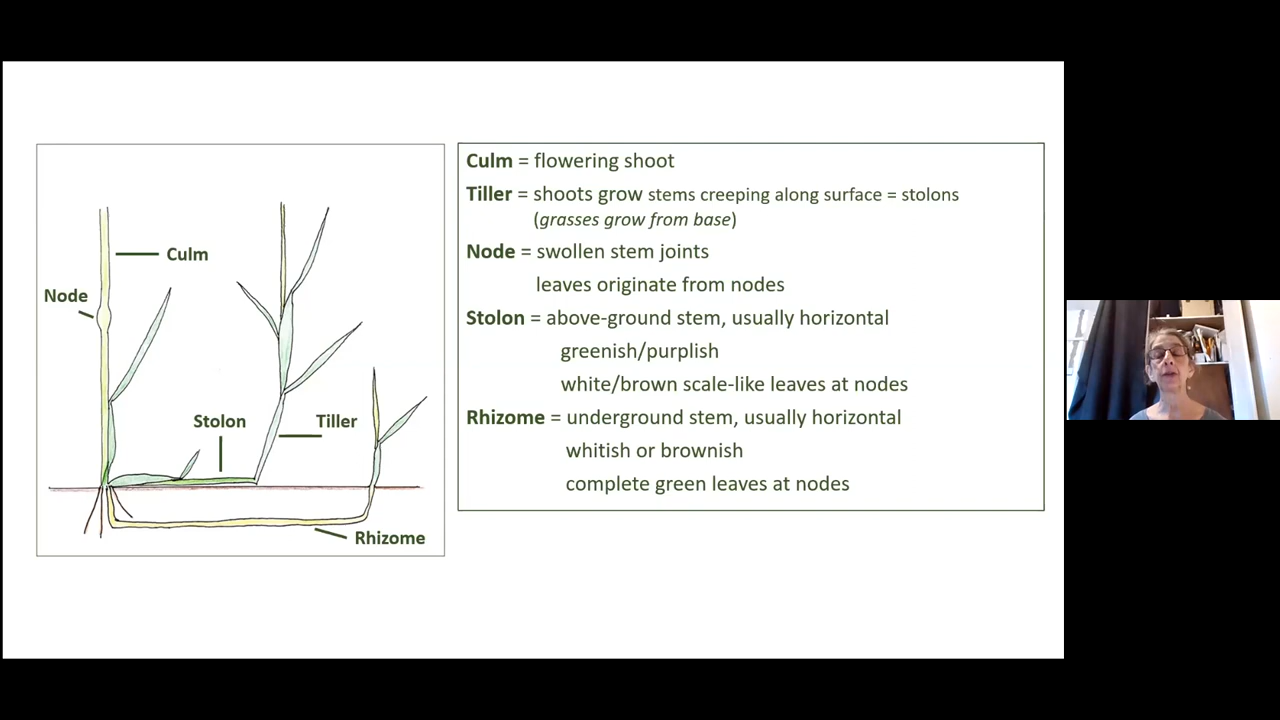 Culm
Node
Stolon
Tiller
Rhizome
Culm = flowering shoot
Tiller = shoots grow stems creeping along surface = stolons
(grasses grow from base)
Node = swollen stem joints
leaves originate from nodes
Stolon = above-ground stem, usually horizontal
greenish/purplish
white/brown scale-like leaves at nodes
Rhizome = underground stem, usually horizontal
whitish or brownish
complete green leaves at nodes